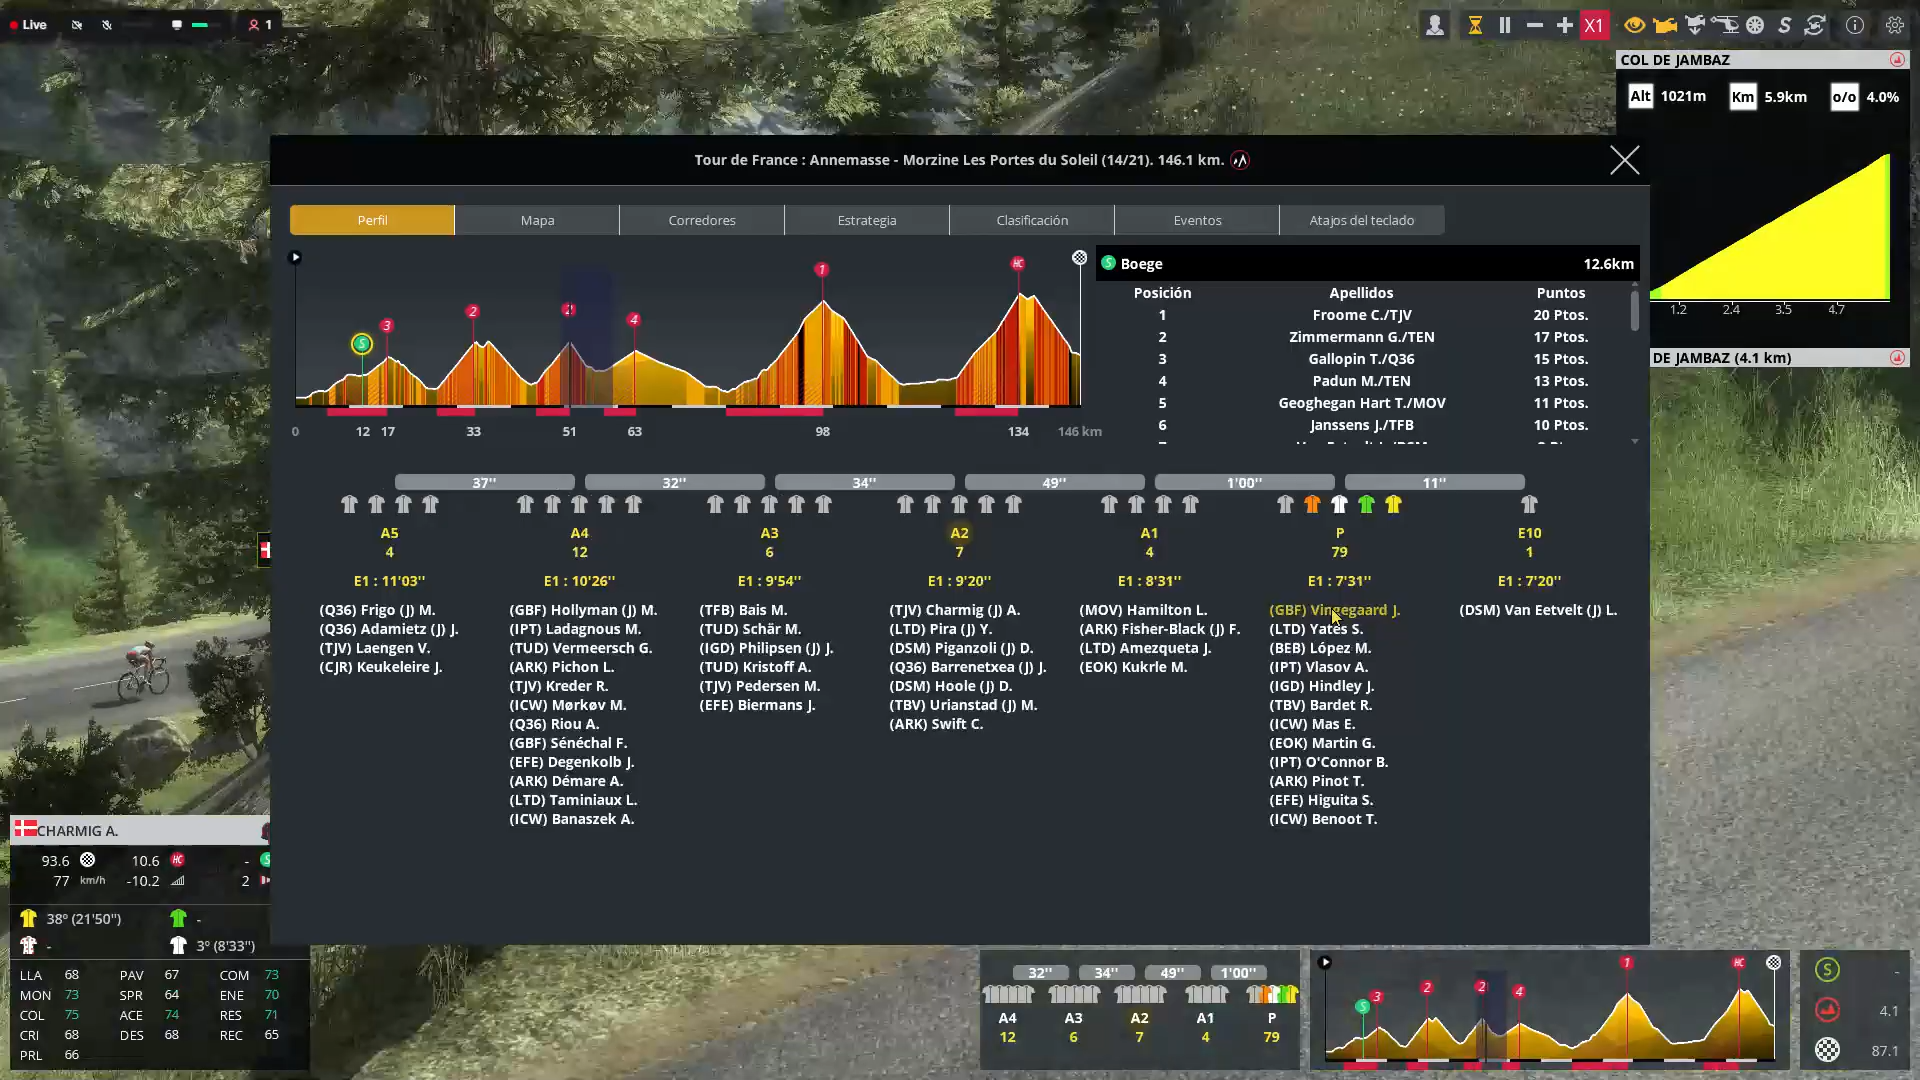 Live
1
X1
COL DE JAMBAZ
Alt 1021m Km 5.9km o/o 4.0%
1.2 2.4 3.5 4.7
DE JAMBAZ (4.1 km)
Tour de France : Annemasse - Morzine Les Portes du Soleil (14/21). 146.1 km.
Perfil Mapa Corredores Estrategia Clasificación Eventos Atajos del teclado
S 3 2 2 4 1 HC
0 12 17 33 51 63 98 134 146 km
S Boege 12.6km
Posición Apellidos Puntos
1 Froome C./TJV 20 Ptos.
2 Zimmermann G./TEN 17 Ptos.
3 Gallopin T./Q36 15 Ptos.
4 Padun M./TEN 13 Ptos.
5 Geoghegan Hart T./MOV 11 Ptos.
6 Janssens J./TFB 10 Ptos.
37'' 32'' 34'' 49'' 1'00'' 11''
A5 A4 A3 A2 A1 P E10
4 12 6 7 4 79 1
E1 : 11'03'' E1 : 10'26'' E1 : 9'54'' E1 : 9'20'' E1 : 8'31'' E1 : 7'31'' E1 : 7'20''
(Q36) Frigo (J) M.
(Q36) Adamietz (J) J.
(TJV) Laengen V.
(CJR) Keukeleire J.
(GBF) Hollyman (J) M.
(IPT) Ladagnous M.
(TUD) Vermeersch G.
(ARK) Pichon L.
(TJV) Kreder R.
(ICW) Mørkøv M.
(Q36) Riou A.
(GBF) Sénéchal F.
(EFE) Degenkolb J.
(ARK) Démare A.
(LTD) Taminiaux L.
(ICW) Banaszek A.
(TFB) Bais M.
(TUD) Schär M.
(IGD) Philipsen (J) J.
(TUD) Kristoff A.
(TJV) Pedersen M.
(EFE) Biermans J.
(TJV) Charmig (J) A.
(LTD) Pira (J) Y.
(DSM) Piganzoli (J) D.
(Q36) Barrenetxea (J) J.
(DSM) Hoole (J) D.
(TBV) Urianstad (J) M.
(ARK) Swift C.
(MOV) Hamilton L.
(ARK) Fisher-Black (J) F.
(LTD) Amezqueta J.
(EOK) Kukrle M.
(GBF) Vingegaard J.
(LTD) Yates S.
(BEB) López M.
(IPT) Vlasov A.
(IGD) Hindley J.
(TBV) Bardet R.
(ICW) Mas E.
(EOK) Martin G.
(IPT) O'Connor B.
(ARK) Pinot T.
(EFE) Higuita S.
(ICW) Benoot T.
(DSM) Van Eetvelt (J) L.
CHARMIG A.
93.6 10.6 HC - S
77 km/h -10.2 2
38º (21'50'') -
- 3º (8'33'')
LLA 68 PAV 67 COM 73
MON 73 SPR 64 ENE 70
COL 75 ACE 74 RES 71
CRI 68 DES 68 REC 65
PRL 66
32'' 34'' 49'' 1'00''
A4 A3 A2 A1 P
12 6 7 4 79
S 3 2 2 4 1 HC
S -
4.1
87.1